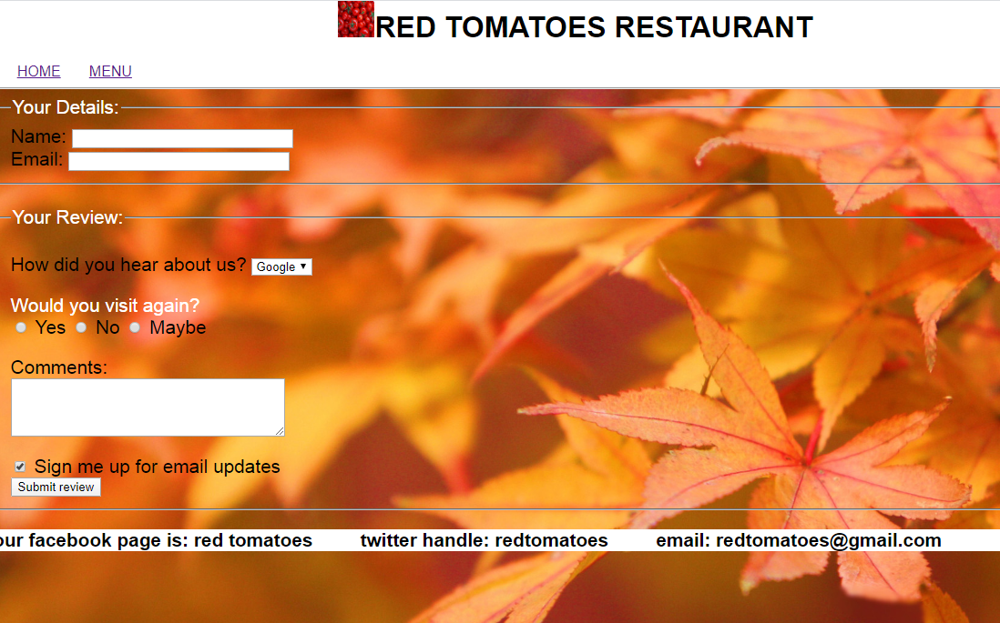 RED TOMATOES RESTAURANT
HOME MENU
Your Details:
Name:
Email:
Your Review:
How did you hear about us? Google
Would you visit again?
Yes No Maybe
Comments:
Sign me up for email updates
Submit review
our facebook page is: red tomatoes twitter handle: redtomatoes email: redtomatoes@gmail.com